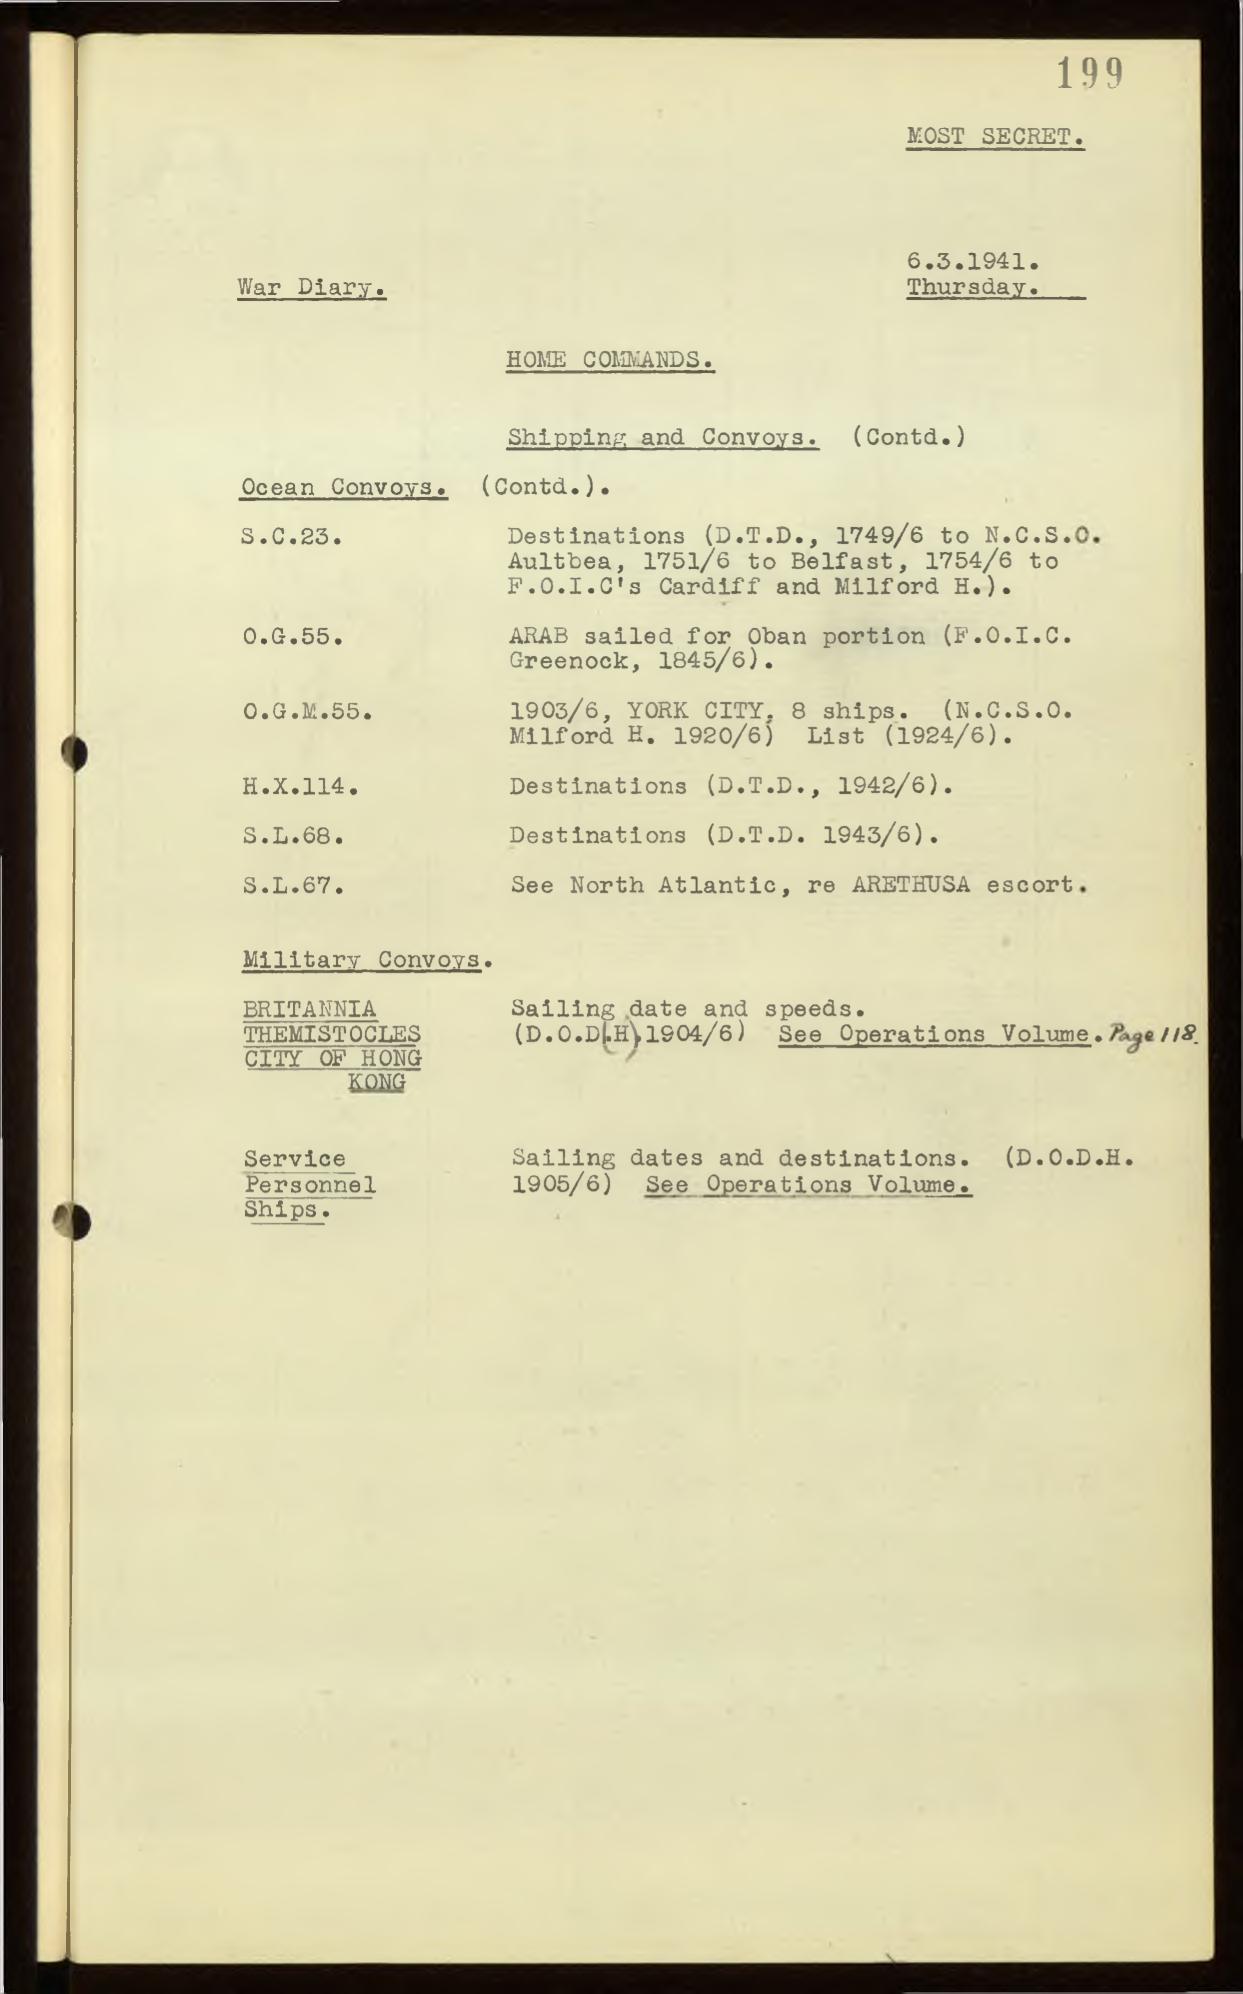 199
MOST SECRET.
6.3.1941.
War Diary. Thursday.
HOME COMMANDS.
Shipping and Convoys. (Contd.)
Ocean Convoys. (Contd.).
S.C.23. Destinations (D.T.D., 1749/6 to N.C.S.O.
Aultbea, 1751/6 to Belfast, 1754/6 to
F.O.I.C's Cardiff and Milford H.).
O.G.55. ARAB sailed for Oban portion (F.O.I.C.
Greenock, 1845/6).
O.G.M.55. 1903/6, YORK CITY, 8 ships. (N.C.S.O.
Milford H. 1920/6) List (1924/6).
H.X.114. Destinations (D.T.D., 1942/6).
S.L.68. Destinations (D.T.D. 1943/6).
S.L.67. See North Atlantic, re ARETHUSA escort.
Military Convoys.
BRITANNIA Sailing date and speeds.
THEMISTOCLES (D.O.D(.H).1904/6) See Operations Volume. Page 118.
CITY OF HONG
KONG
Service Sailing dates and destinations. (D.O.D.H.
Personnel 1905/6) See Operations Volume.
Ships.